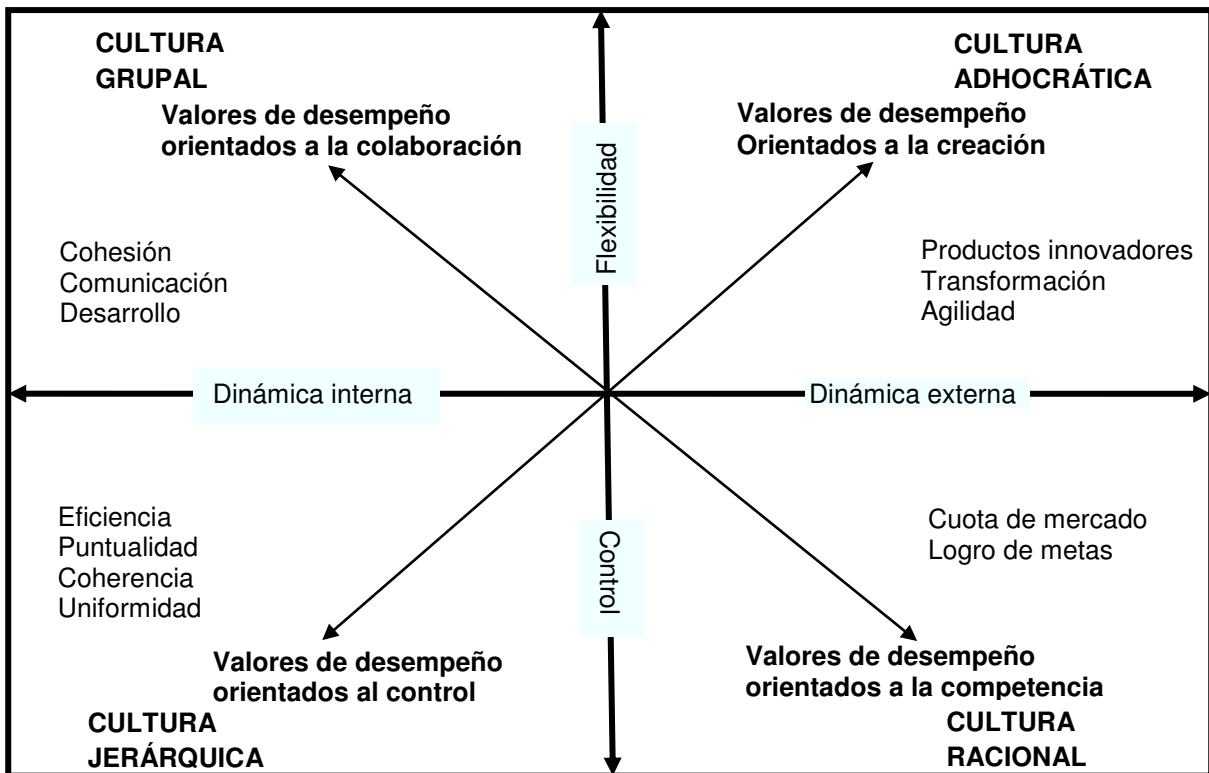 CULTURA
GRUPAL
Valores de desempeño
orientados a la colaboración
CULTURA
ADHOCRÁTICA
Valores de desempeño
Orientados a la creación
Flexibilidad
Cohesión
Comunicación
Desarrollo
Productos innovadores
Transformación
Agilidad
Dinámica interna
Dinámica externa
Eficiencia
Puntualidad
Coherencia
Uniformidad
Control
Cuota de mercado
Logro de metas
Valores de desempeño
orientados al control
CULTURA
JERÁRQUICA
Valores de desempeño
orientados a la competencia
CULTURA
RACIONAL